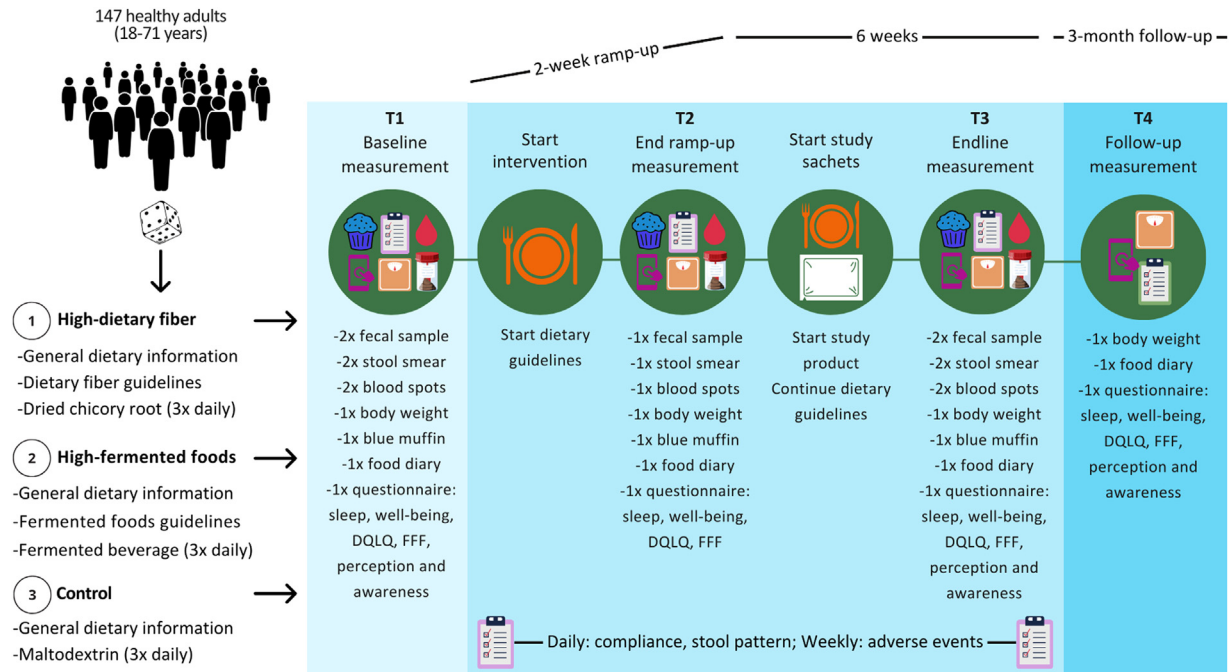 147 healthy adults
(18-71 years)
2-week ramp-up
6 weeks
3-month follow-up
1 High-dietary fiber
-General dietary information
-Dietary fiber guidelines
-Dried chicory root (3x daily)
2 High-fermented foods
-General dietary information
-Fermented foods guidelines
-Fermented beverage (3x daily)
3 Control
-General dietary information
-Maltodextrin (3x daily)
T1
Baseline
measurement
-2x fecal sample
-2x stool smear
-2x blood spots
-1x body weight
-1x blue muffin
-1x food diary
-1x questionnaire:
sleep, well-being,
DQLQ, FFF,
perception and
awareness
Start
intervention
Start dietary
guidelines
T2
End ramp-up
measurement
-1x fecal sample
-1x stool smear
-1x blood spots
-1x body weight
-1x blue muffin
-1x food diary
-1x questionnaire:
sleep, well-being,
DQLQ, FFF
Start study
sachets
Start study
product
Continue dietary
guidelines
T3
Endline
measurement
-2x fecal sample
-2x stool smear
-2x blood spots
-1x body weight
-1x blue muffin
-1x food diary
-1x questionnaire:
sleep, well-being,
DQLQ, FFF,
perception and
awareness
T4
Follow-up
measurement
-1x body weight
-1x food diary
-1x questionnaire:
sleep, well-being,
DQLQ, FFF,
perception and
awareness
Daily: compliance, stool pattern; Weekly: adverse events